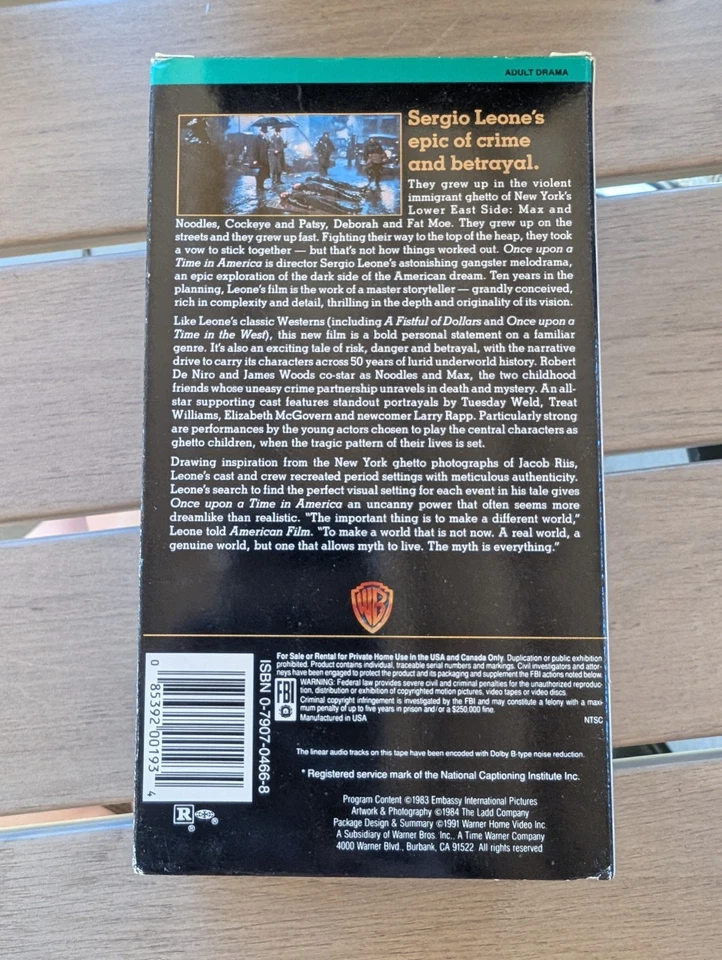 ADULT DRAMA
Sergio Leone's
epic of crime
and betrayal.
They grew up in the violent
immigrant ghetto of New York's
Lower East Side: Max and
Noodles, Cockeye and Patsy, Deborah and Fat Moe. They grew up on the
streets and they grew up fast. Fighting their way to the top of the heap, they took
a vow to stick together — but that's not how things worked out. Once upon a
Time in America is director Sergio Leone's astonishing gangster melodrama,
an epic exploration of the dark side of the American dream. Ten years in the
planning, Leone's film is the work of a master storyteller — grandly conceived,
rich in complexity and detail, thrilling in the depth and originality of its vision.
Like Leone's classic Westerns (including A Fistful of Dollars and Once upon a
Time in the West), this new film is a bold personal statement on a familiar
genre. It's also an exciting tale of risk, danger and betrayal, with the narrative
drive to carry its characters across 50 years of lurid underworld history. Robert
De Niro and James Woods co-star as Noodles and Max, the two childhood
friends whose uneasy crime partnership unravels in death and mystery. An all-
star supporting cast features standout portrayals by Tuesday Weld, Treat
Williams, Elizabeth McGovern and newcomer Larry Rapp. Particularly strong
are performances by the young actors chosen to play the central characters as
ghetto children, when the tragic pattern of their lives is set.
Drawing inspiration from the New York ghetto photographs of Jacob Riis,
Leone's cast and crew recreated period settings with meticulous authenticity.
Leone's search to find the perfect visual setting for each event in his tale gives
Once upon a Time in America an uncanny power that often seems more
dreamlike than realistic. "The important thing is to make a different world,"
Leone told American Film. "To make a world that is not now. A real world, a
genuine world, but one that allows myth to live. The myth is everything."
WB
0 85392 00193 4
ISBN 0-7907-0466-8
For Sale or Rental for Private Home Use in the USA and Canada Only. Duplication or public exhibition
prohibited. Product contains individual, traceable serial numbers and markings. Civil investigators and attor-
neys have been engaged to protect the product and its packaging and supplement the FBI actions noted below.
FBI
WARNING: Federal law provides severe civil and criminal penalties for the unauthorized reproduc-
tion, distribution or exhibition of copyrighted motion pictures, video tapes or video discs.
Criminal copyright infringement is investigated by the FBI and may constitute a felony with a maxi-
mum penalty of up to five years in prison and/or a $250,000 fine.
Manufactured in USA
NTSC
The linear audio tracks on this tape have been encoded with Dolby B-type noise reduction.
* Registered service mark of the National Captioning Institute Inc.
R
®
®
Program Content ©1983 Embassy International Pictures
Artwork & Photography ©1984 The Ladd Company
Package Design & Summary ©1991 Warner Home Video Inc.
A Subsidiary of Warner Bros. Inc., A Time Warner Company
4000 Warner Blvd., Burbank, CA 91522 All rights reserved